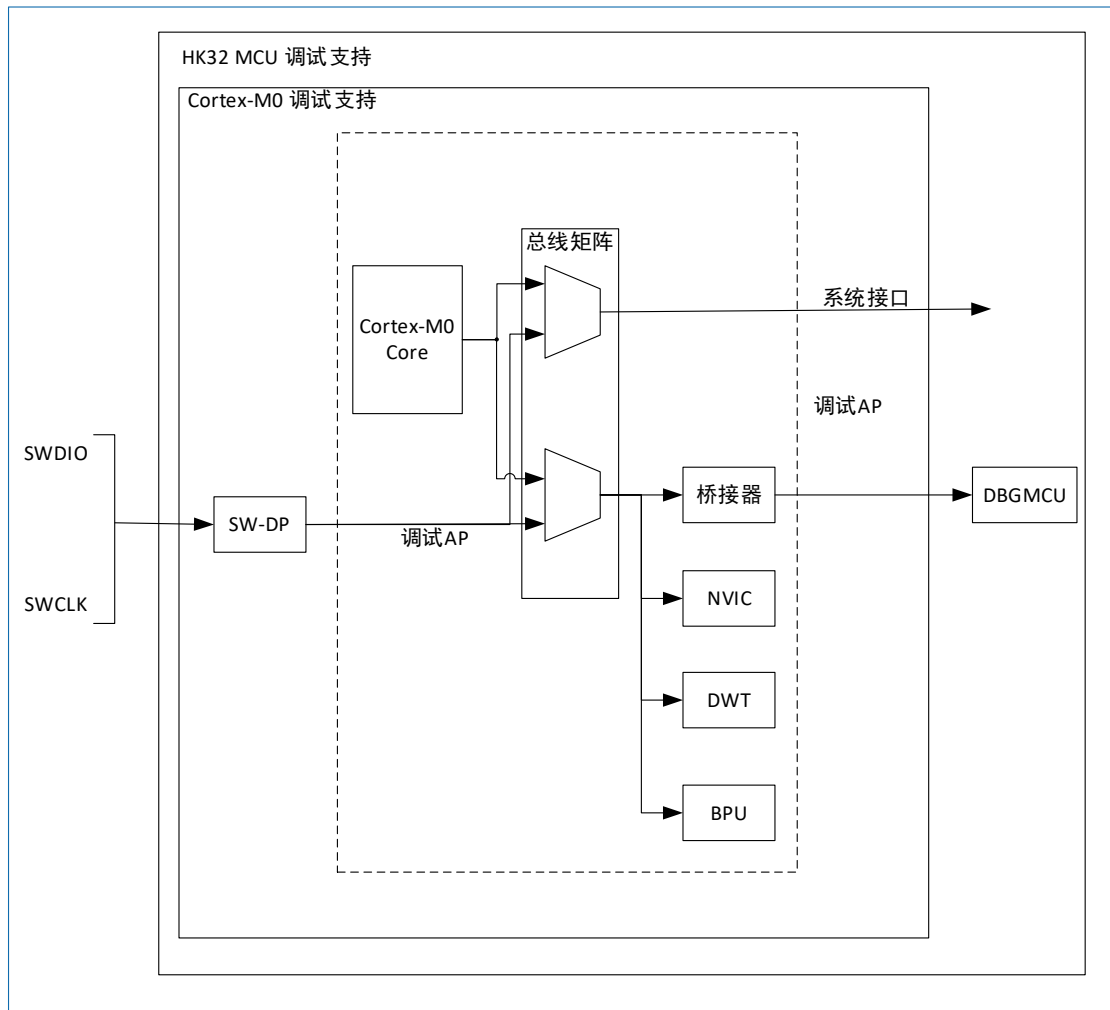 HK32 MCU 调试支持
Cortex-M0 调试支持
总线矩阵
Cortex-M0
Core
系统接口
调试AP
SWDIO
SWCLK
SW-DP
调试AP
桥接器
DBGMCU
NVIC
DWT
BPU